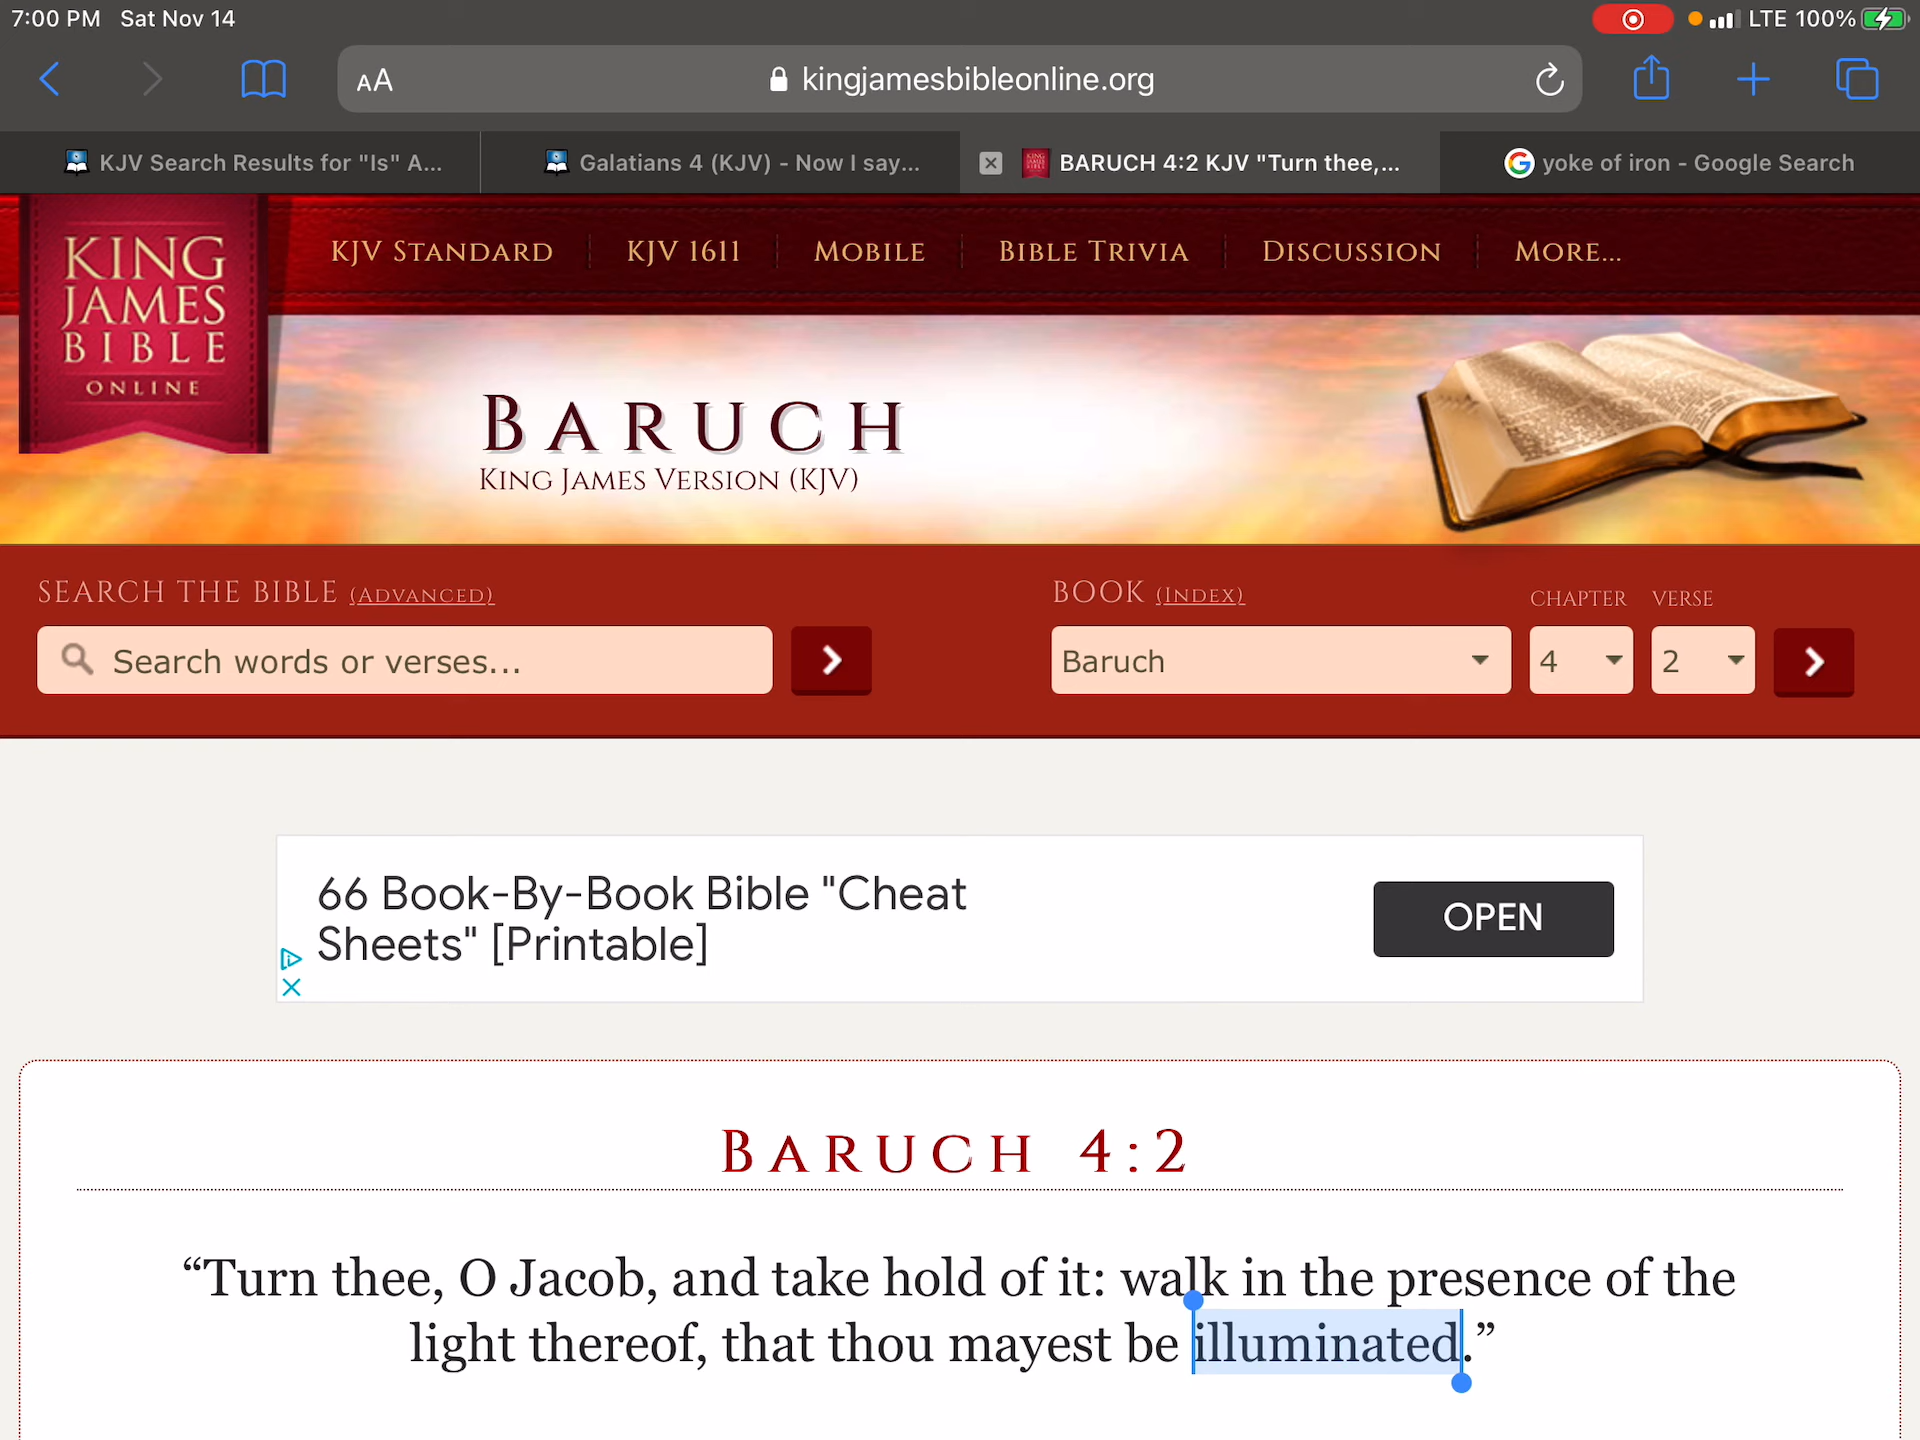 7:00 PM Sat Nov 14
LTE 100%
AA
kingjamesbibleonline.org
KJV Search Results for "Is" A...
Galatians 4 (KJV) - Now I say...
BARUCH 4:2 KJV "Turn thee,...
yoke of iron - Google Search
KING
JAMES
BIBLE
ONLINE
KJV STANDARD
KJV 1611
MOBILE
BIBLE TRIVIA
DISCUSSION
MORE...
BARUCH
KING JAMES VERSION (KJV)
SEARCH THE BIBLE (ADVANCED)
Search words or verses...
BOOK (INDEX)
CHAPTER
VERSE
Baruch
4
2
66 Book-By-Book Bible "Cheat
Sheets" [Printable]
OPEN
BARUCH 4:2
“Turn thee, O Jacob, and take hold of it: walk in the presence of the
light thereof, that thou mayest be illuminated.”